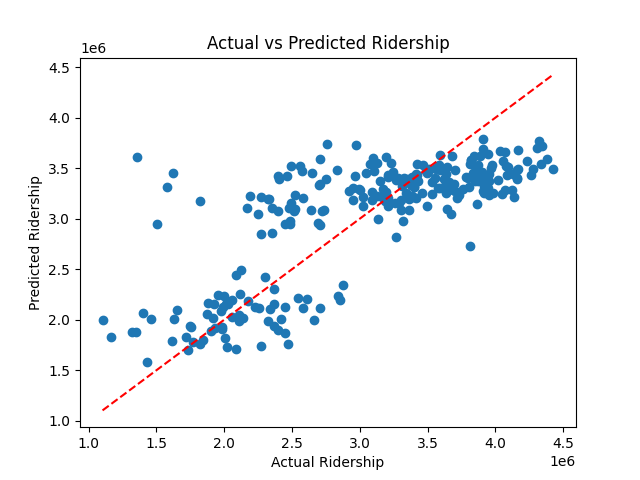 Actual vs Predicted Ridership
1e6
4.5
4.0
3.5
3.0
2.5
2.0
1.5
1.0
Predicted Ridership
1.0 1.5 2.0 2.5 3.0 3.5 4.0 4.5
1e6
Actual Ridership